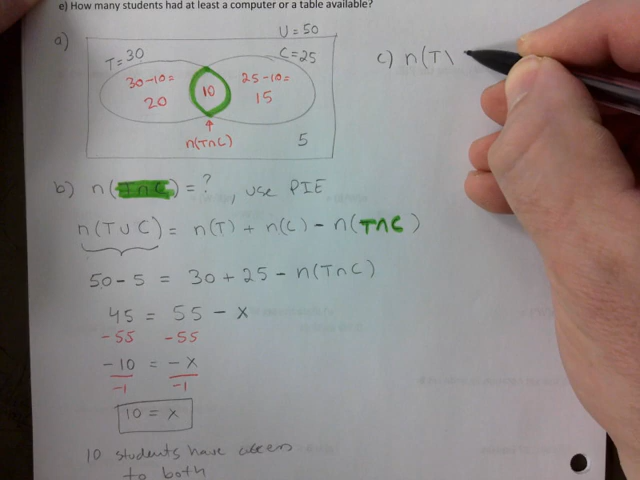 e) How many students had at least a computer or a table available?
a)
U = 50
T = 30
C = 25
c) n(T\
30-10=
20
10
25-10=
15
n(T∩C)
5
b) n(T∩C) = ? , use PIE
n(T∪C) = n(T) + n(C) - n(T∩C)
50 - 5 = 30 + 25 - n(T∩C)
45 = 55 - x
-55 -55
-10 = -x
-1 -1
10 = x
10 students have access
to both